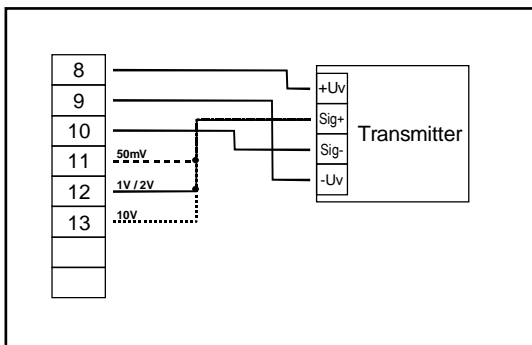 8
9
10
11
12
13
50mV
1V / 2V
10V
+Uv
Sig+
Sig-
-Uv
Transmitter